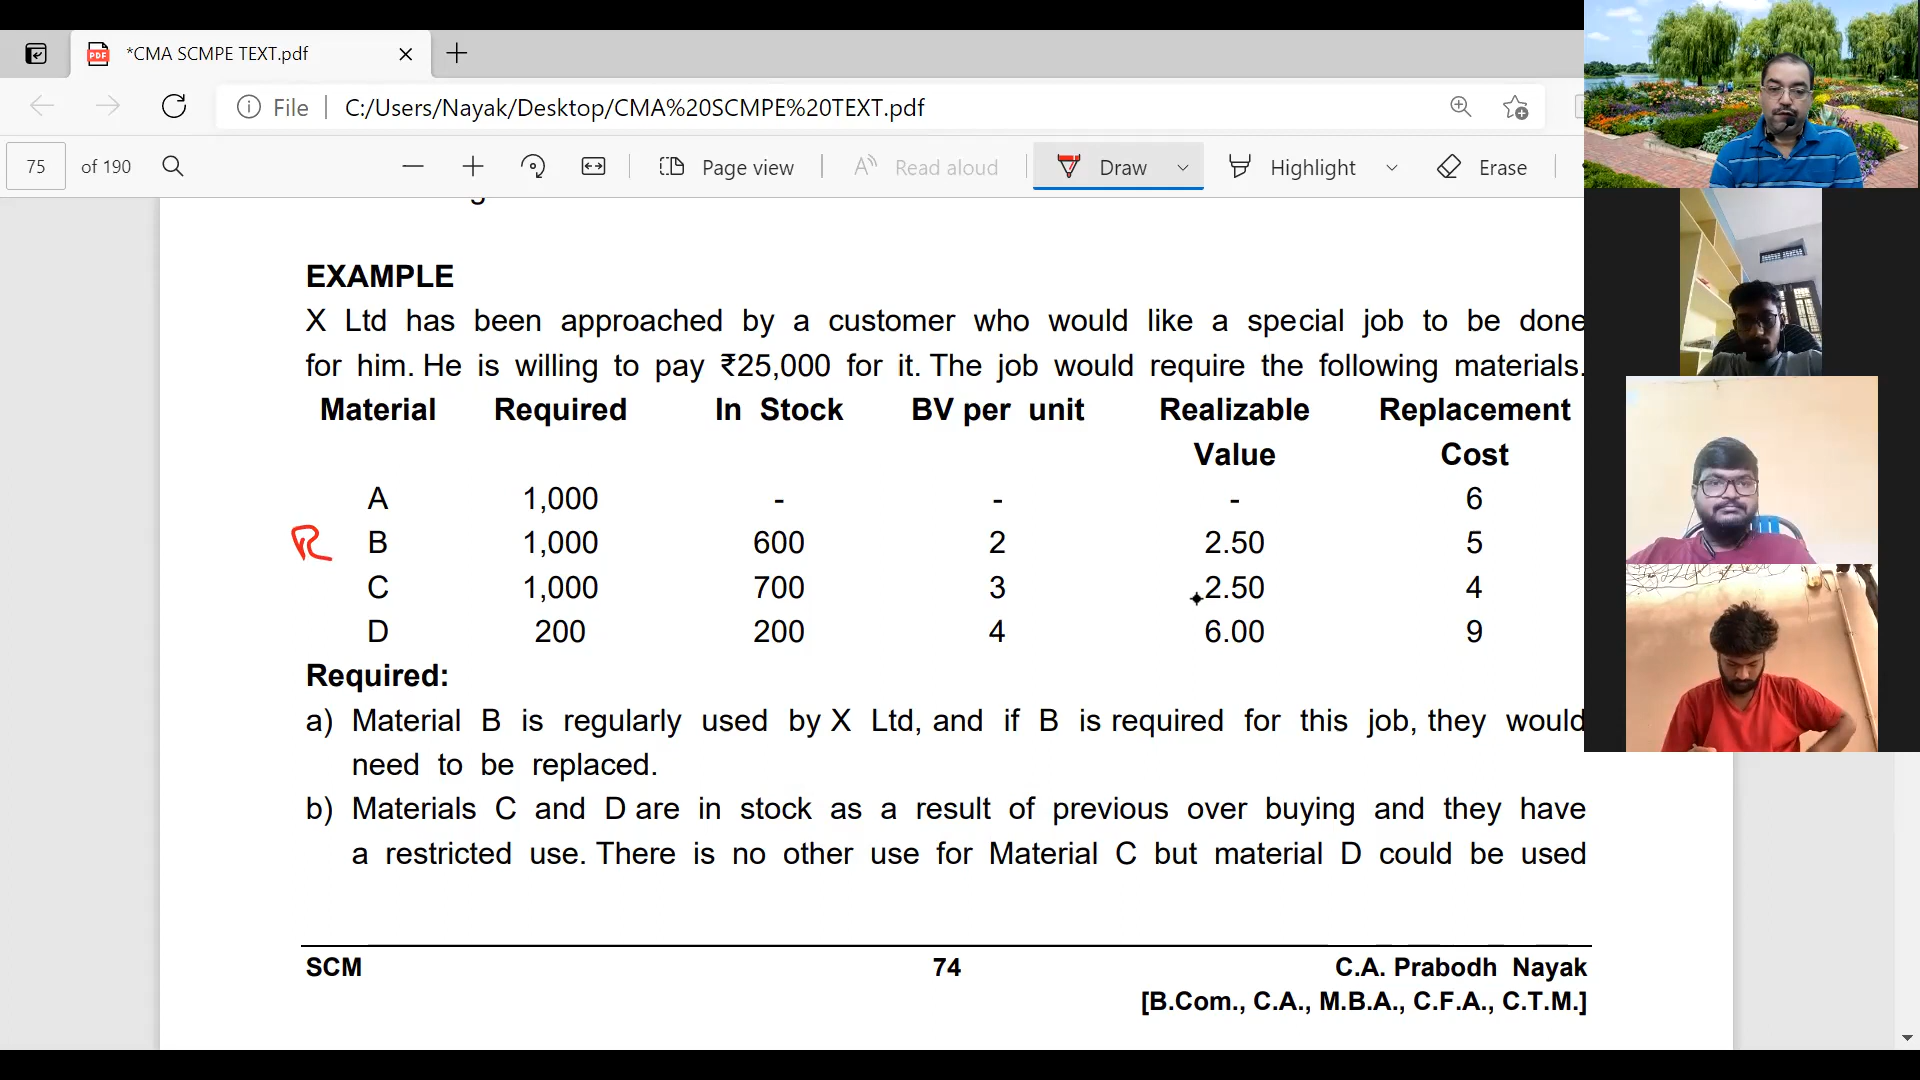 *CMA SCMPE TEXT.pdf
File | C:/Users/Nayak/Desktop/CMA%20SCMPE%20TEXT.pdf
75 of 190 Page view Read aloud Draw Highlight Erase
EXAMPLE
X Ltd has been approached by a customer who would like a special job to be done
for him. He is willing to pay ₹25,000 for it. The job would require the following materials.
Material Required In Stock BV per unit Realizable Replacement
Value Cost
A 1,000 - - - 6
R B 1,000 600 2 2.50 5
C 1,000 700 3 2.50 4
D 200 200 4 6.00 9
Required:
a) Material B is regularly used by X Ltd, and if B is required for this job, they would
need to be replaced.
b) Materials C and D are in stock as a result of previous over buying and they have
a restricted use. There is no other use for Material C but material D could be used
SCM 74 C.A. Prabodh Nayak
[B.Com., C.A., M.B.A., C.F.A., C.T.M.]